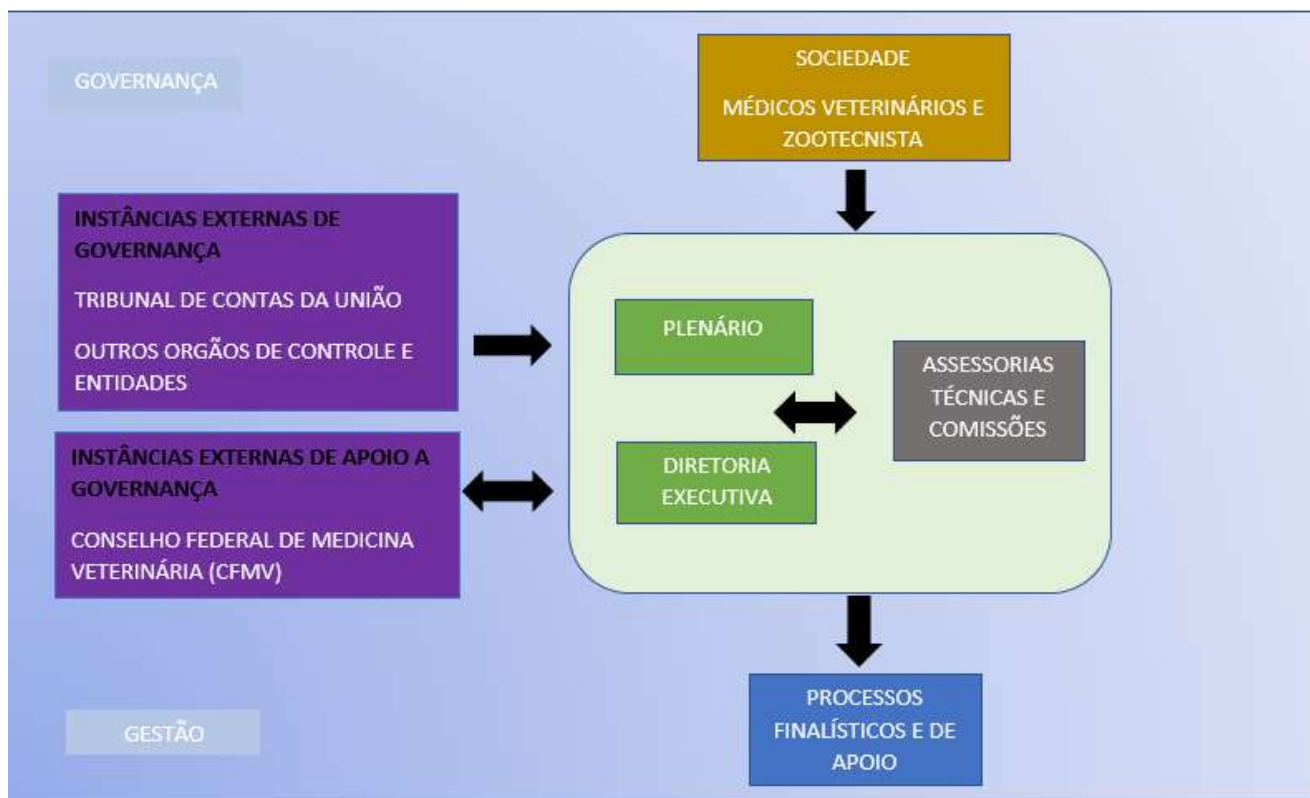 GOVERNANÇA
SOCIEDADE
MÉDICOS VETERINÁRIOS E
ZOOTECNISTA
INSTÂNCIAS EXTERNAS DE
GOVERNANÇA
TRIBUNAL DE CONTAS DA UNIÃO
OUTROS ORGÃOS DE CONTROLE E
ENTIDADES
INSTÂNCIAS EXTERNAS DE APOIO A
GOVERNANÇA
CONSELHO FEDERAL DE MEDICINA
VETERINÁRIA (CFMV)
PLENÁRIO
DIRETORIA
EXECUTIVA
ASSESSORIAS
TÉCNICAS E
COMISSÕES
GESTÃO
PROCESSOS
FINALÍSTICOS E DE
APOIO